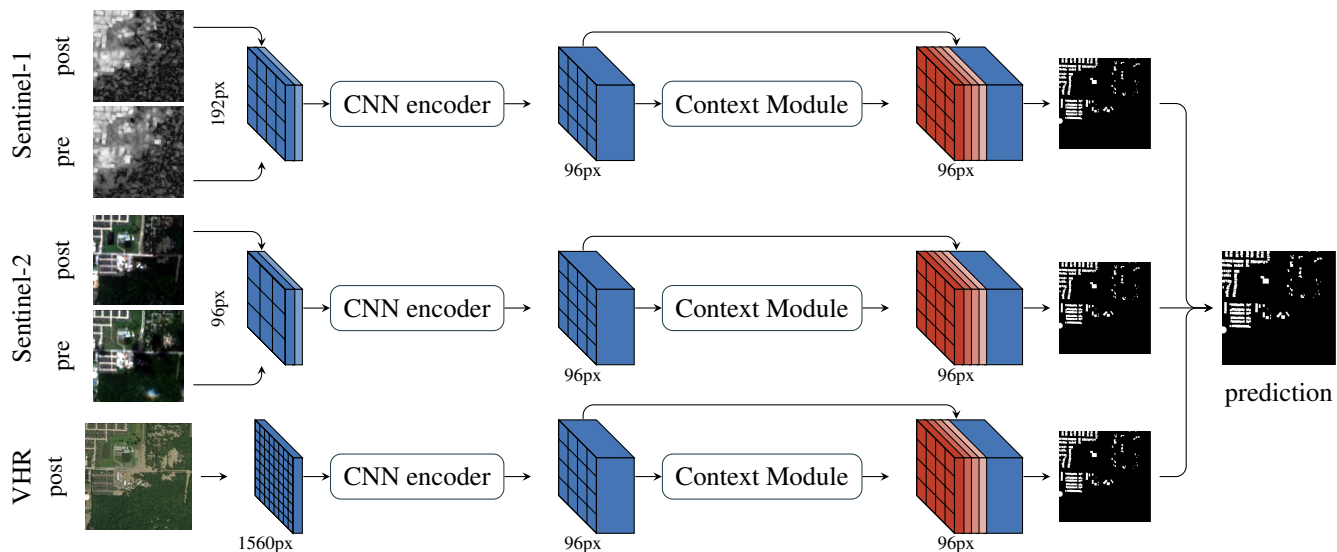 Sentinel-1
post
pre
192px
CNN encoder
96px
Context Module
96px
Sentinel-2
post
pre
96px
CNN encoder
96px
Context Module
96px
prediction
VHR
post
1560px
CNN encoder
96px
Context Module
96px